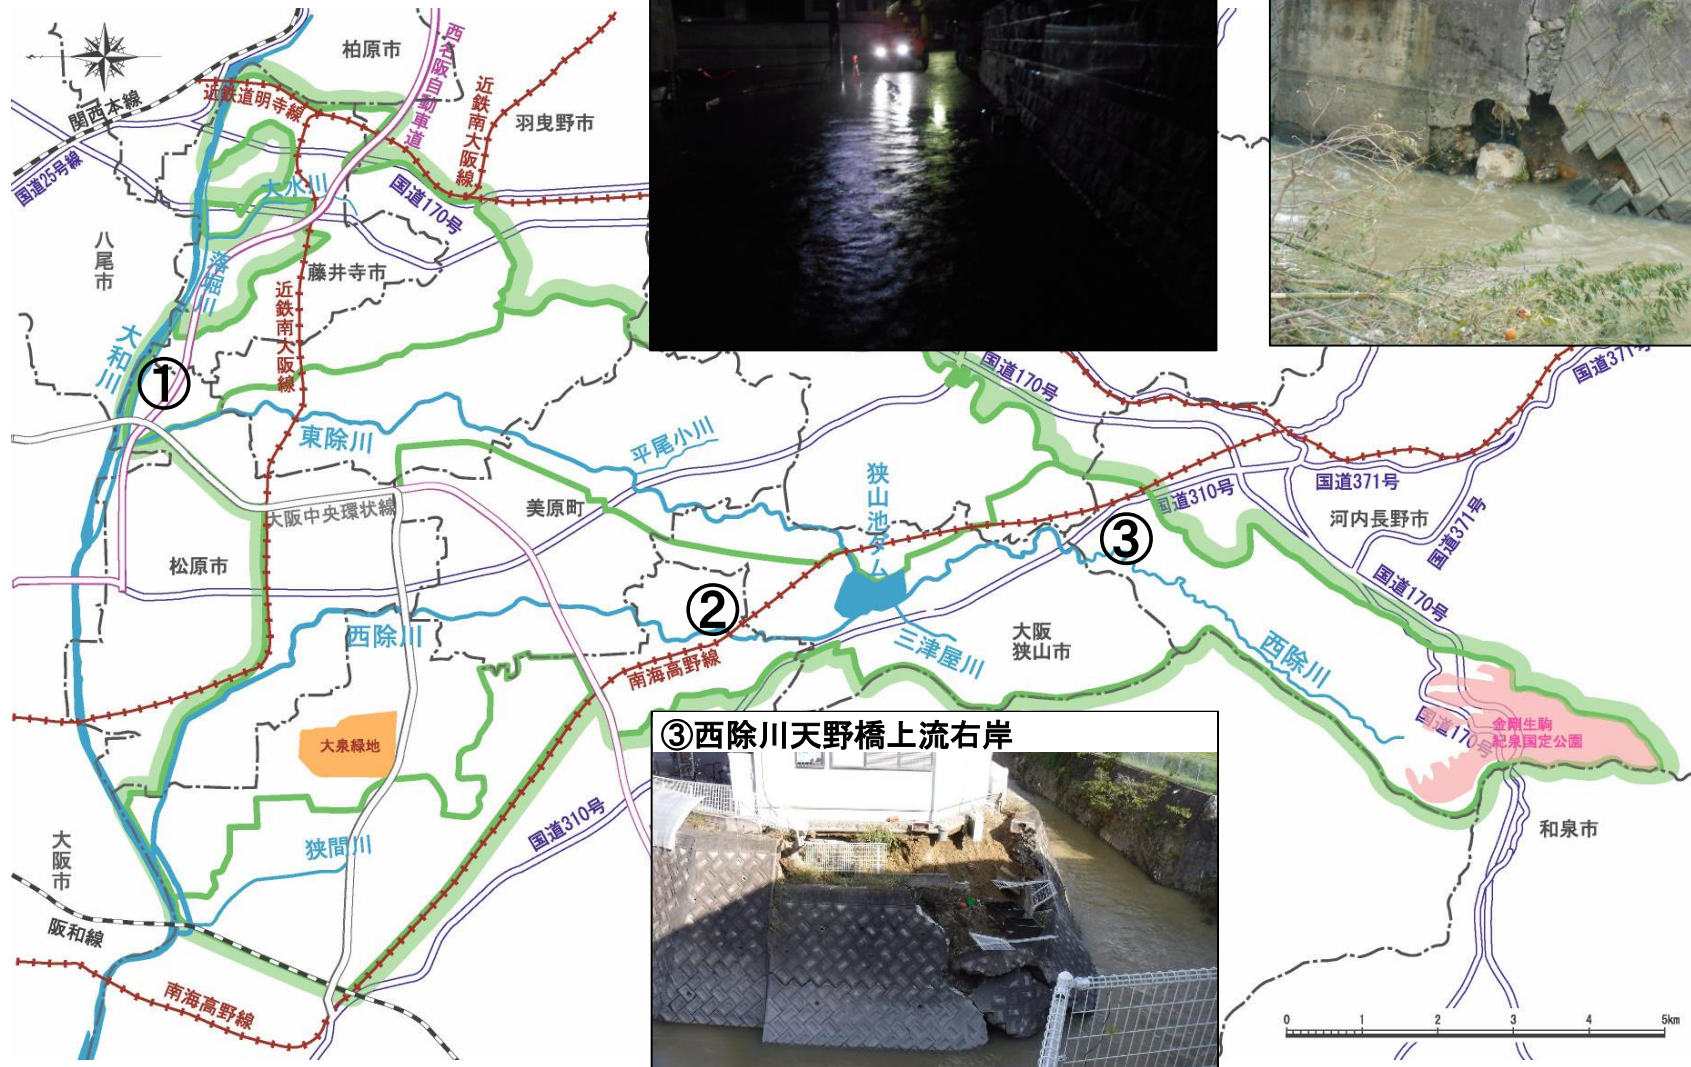 柏原市
西名阪自動車道
近鉄南大阪線
羽曳野市
近鉄道明寺線
関西本線
国道25号線
大水川
国道170号
八尾市
落堀川
藤井寺市
近鉄南大阪線
大和川
①
国道170号
国道371号
東除川
平尾小川
狭山池ダム
大阪中央環状線
美原町
国道310号
国道371号
河内長野市
国道371号
③
松原市
②
国道170号
西除川
三津屋川
大阪
狭山市
西除川
南海高野線
国道170号
金剛生駒
紀泉国定公園
大泉緑地
③西除川天野橋上流右岸
国道310号
狭間川
和泉市
大阪市
阪和線
南海高野線
0 1 2 3 4 5km